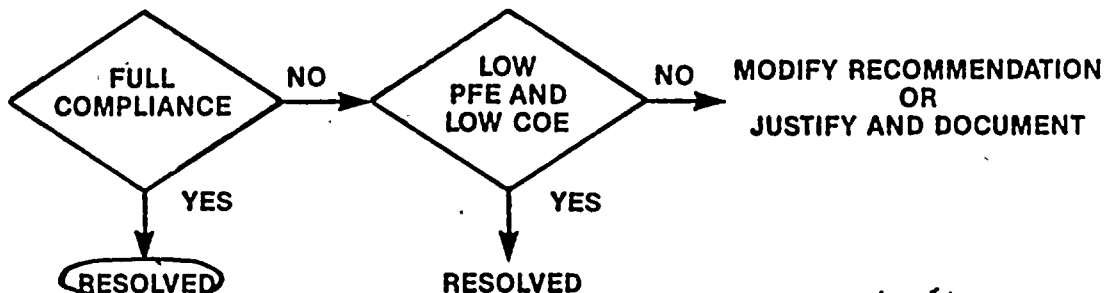 FULL
COMPLIANCE
NO
LOW
PFE AND
LOW COE
NO
MODIFY RECOMMENDATION
OR
JUSTIFY AND DOCUMENT
YES
YES
RESOLVED
RESOLVED